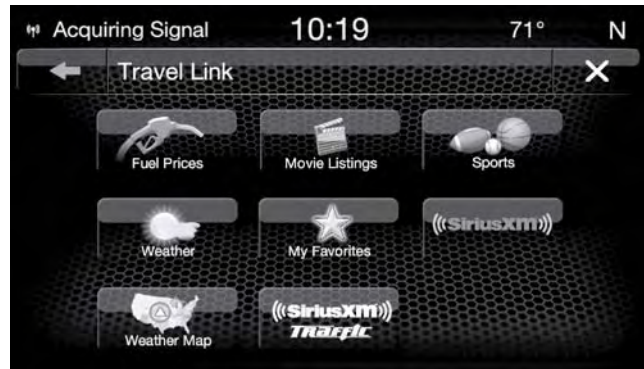 Acquiring Signal 10:19 71° N
Travel Link
Fuel Prices Movie Listings Sports
Weather My Favorites ((SiriusXM))
Weather Map ((SiriusXM))
Traffic